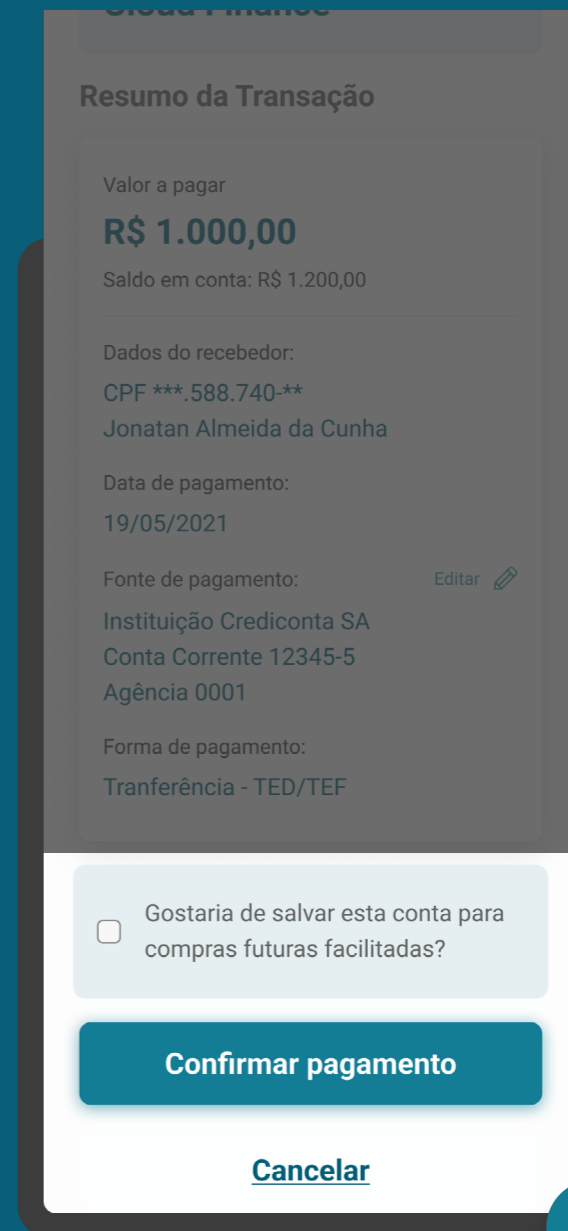 Cloud Finance
Resumo da Transação
Valor a pagar
R$ 1.000,00
Saldo em conta: R$ 1.200,00
Dados do recebedor:
CPF ***.588.740-**
Jonatan Almeida da Cunha
Data de pagamento:
19/05/2021
Fonte de pagamento:
Editar
Instituição Crediconta SA
Conta Corrente 12345-5
Agência 0001
Forma de pagamento:
Tranferência - TED/TEF
Gostaria de salvar esta conta para
compras futuras facilitadas?
Confirmar pagamento
Cancelar